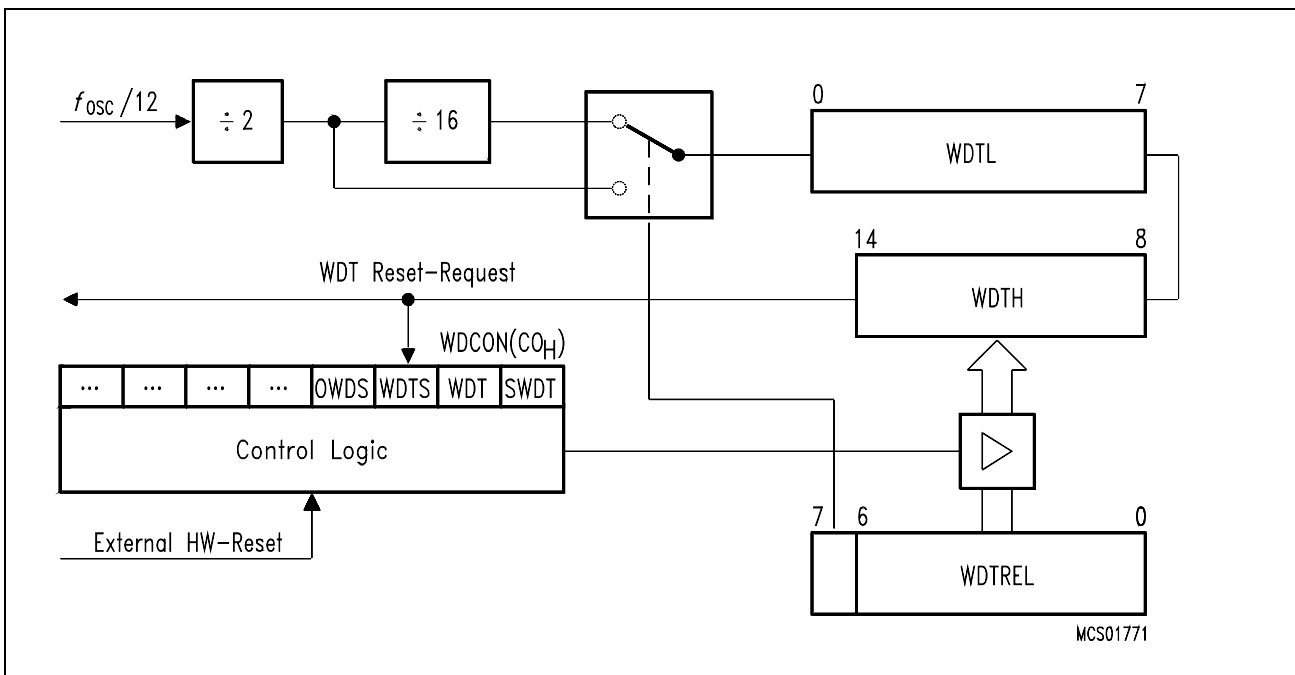 fOSC/12
÷ 2
÷ 16
0 7
WDTL
14 8
WDT Reset-Request
WDTH
WDCON(CO_H)
... ... ... ... OWDS WDTS WDT SWDT
Control Logic
7 6 0
External HW-Reset
WDTREL
MCS01771